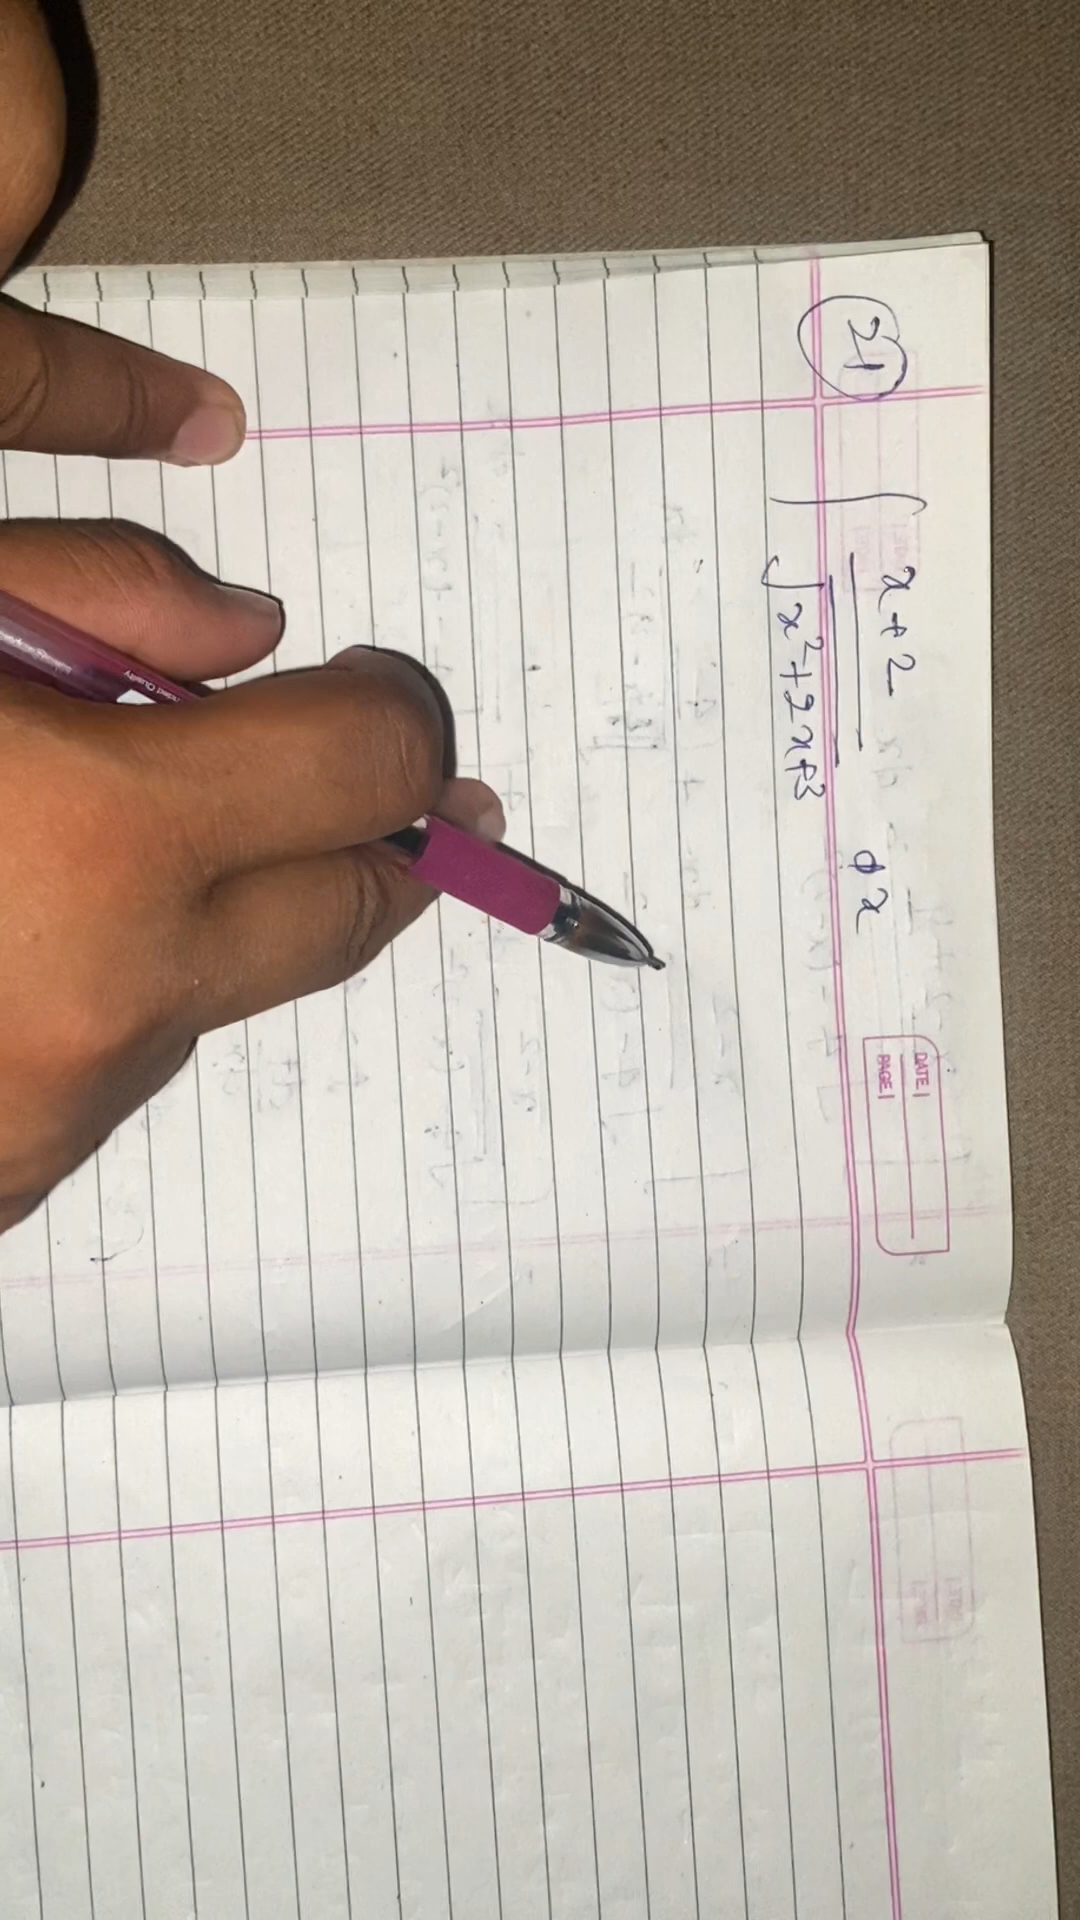 21
∫ x+2 / √x²+2x+3 dx
DATE
PAGE